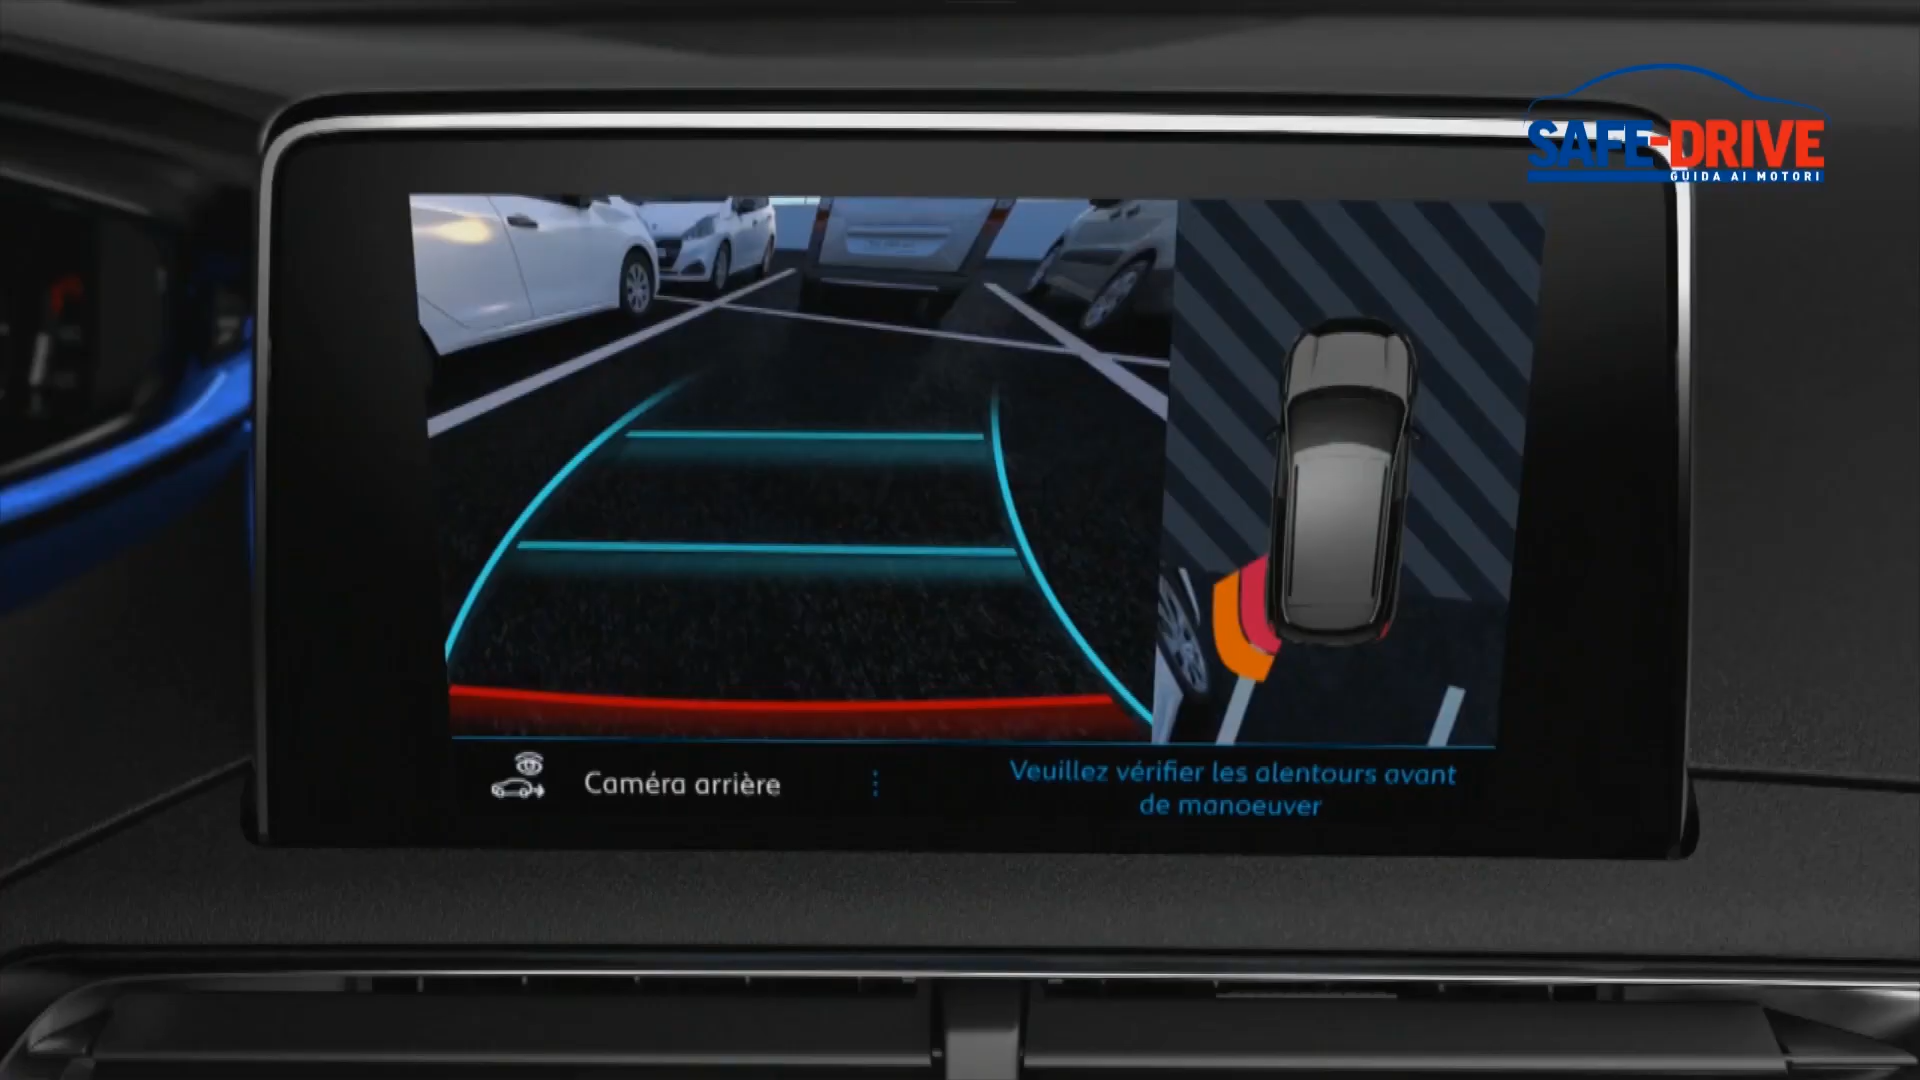 SAFE-DRIVE
GUIDA AI MOTORI
Caméra arrière
Veuillez vérifier les alentours avant
de manoeuver